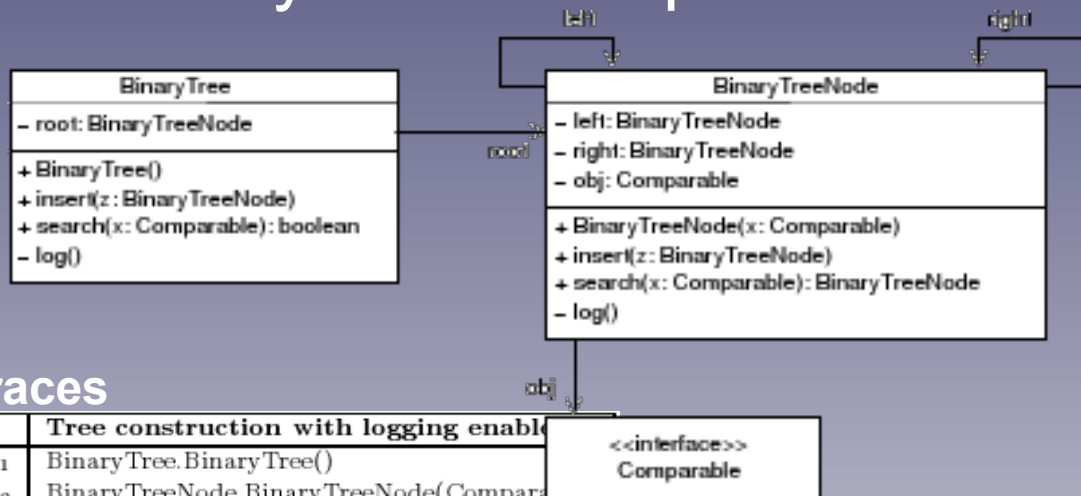 left
right
BinaryTree
- root: BinaryTreeNode
+ BinaryTree()
+ insert(z: BinaryTreeNode)
+ search(x: Comparable): boolean
- log()
root
BinaryTreeNode
- left: BinaryTreeNode
- right: BinaryTreeNode
- obj: Comparable
+ BinaryTreeNode(x: Comparable)
+ insert(z: BinaryTreeNode)
+ search(x: Comparable): BinaryTreeNode
- log()
obj
<<interface>>
Comparable
races
Tree construction with logging enable
1 BinaryTree.BinaryTree()
BinaryTreeNode.BinaryTreeNode(Compara